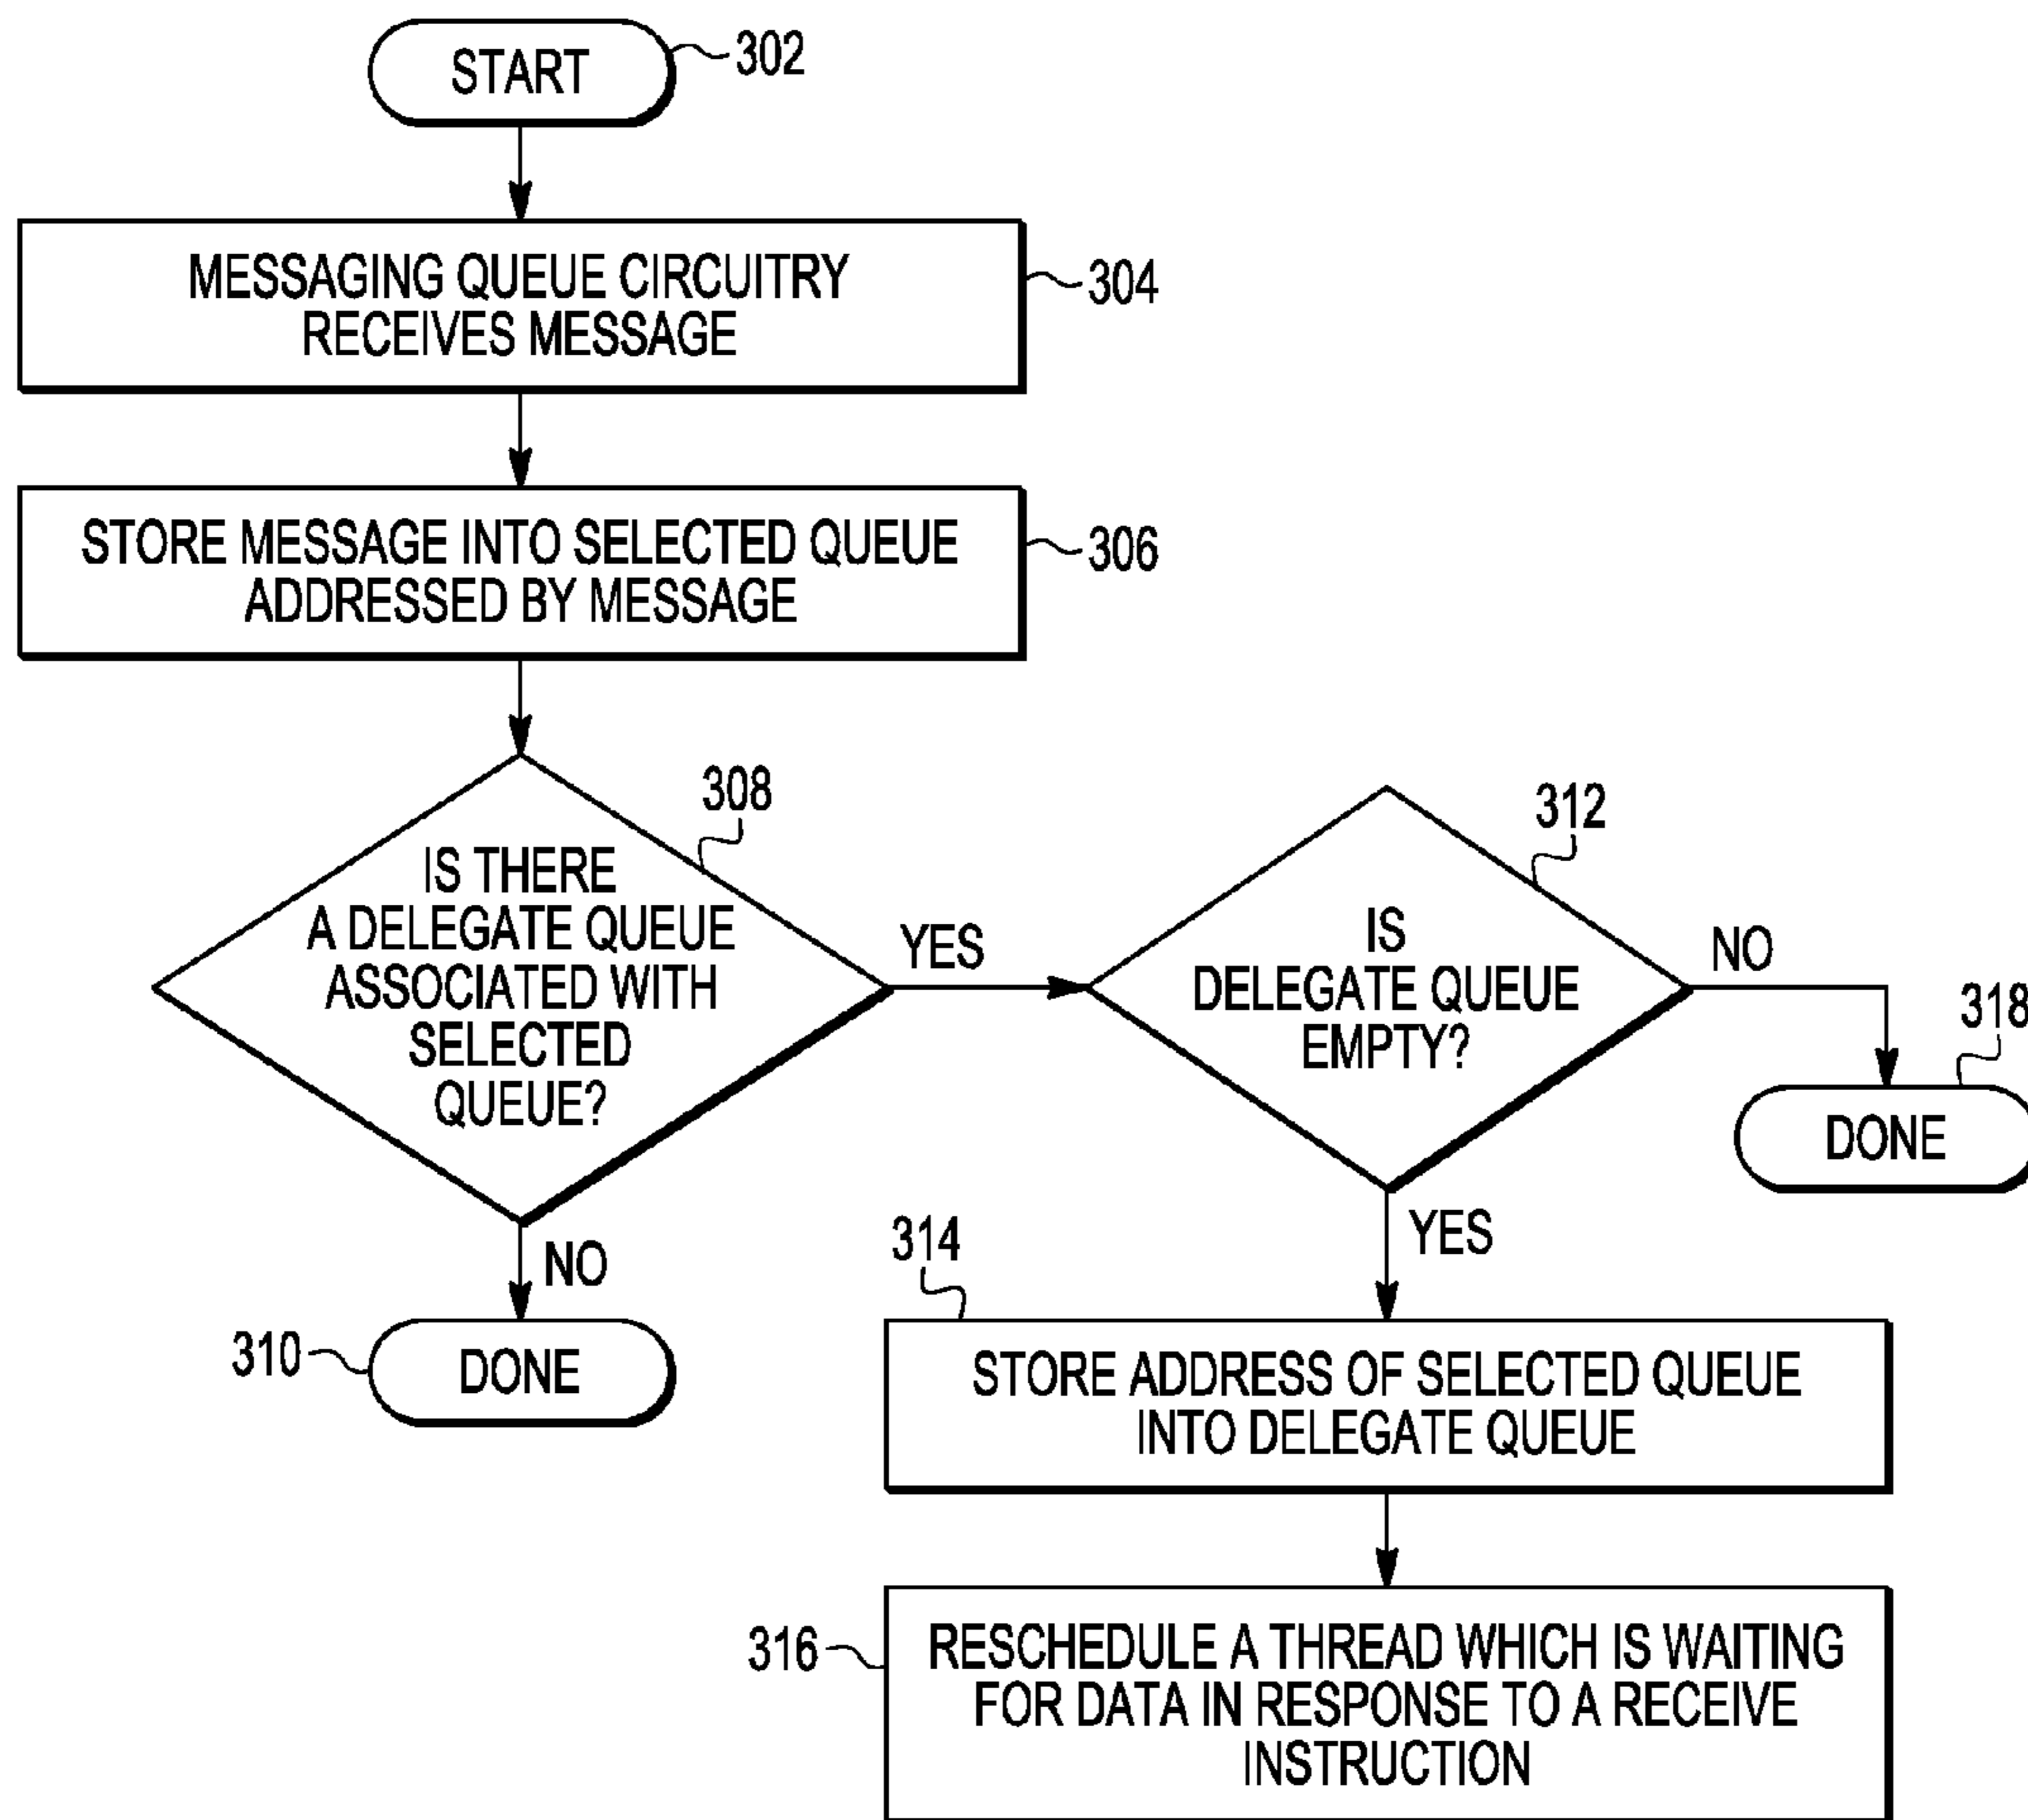 START
302
MESSAGING QUEUE CIRCUITRY
RECEIVES MESSAGE
304
STORE MESSAGE INTO SELECTED QUEUE
ADDRESSED BY MESSAGE
306
308
IS THERE
A DELEGATE QUEUE
ASSOCIATED WITH
SELECTED
QUEUE?
YES
312
IS
DELEGATE QUEUE
EMPTY?
NO
318
DONE
NO
310
DONE
YES
314
STORE ADDRESS OF SELECTED QUEUE
INTO DELEGATE QUEUE
316
RESCHEDULE A THREAD WHICH IS WAITING
FOR DATA IN RESPONSE TO A RECEIVE
INSTRUCTION